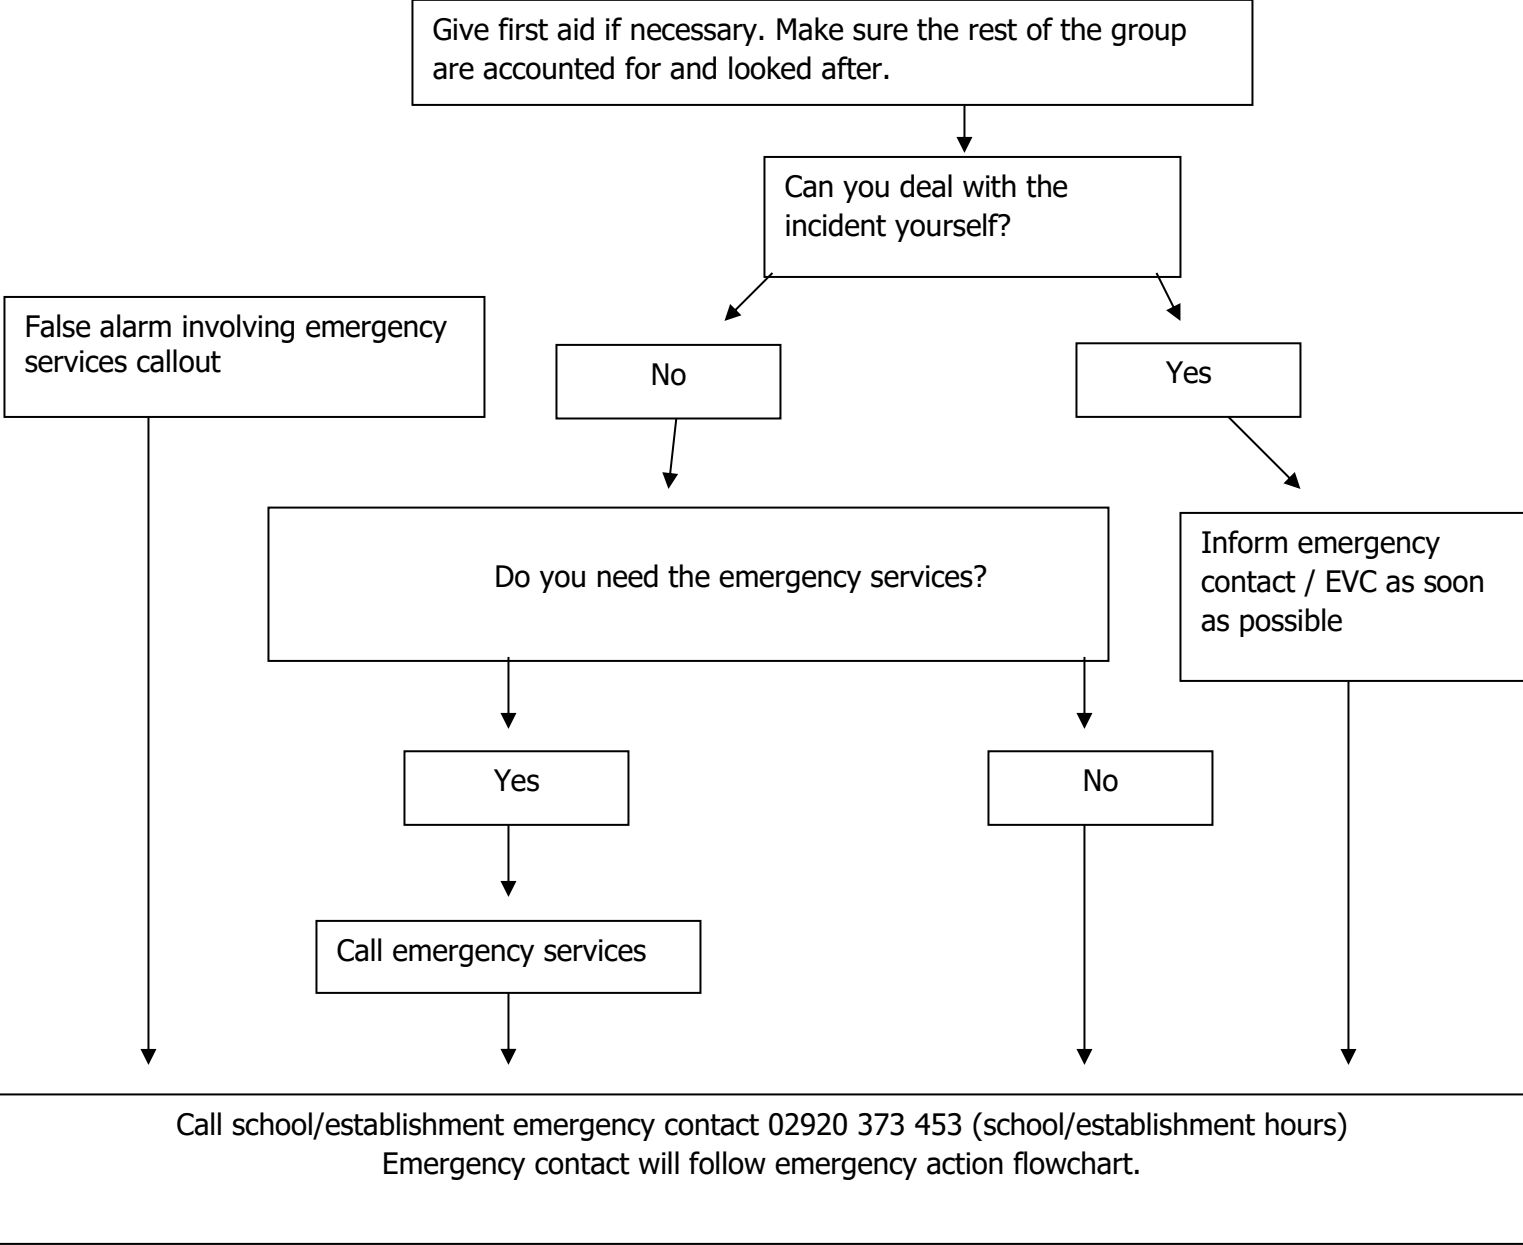 Give first aid if necessary. Make sure the rest of the group
are accounted for and looked after.
Can you deal with the
incident yourself?
False alarm involving emergency
services callout
No
Yes
Do you need the emergency services?
Inform emergency
contact / EVC as soon
as possible
Yes
No
Call emergency services
Call school/establishment emergency contact 02920 373 453 (school/establishment hours)
Emergency contact will follow emergency action flowchart.